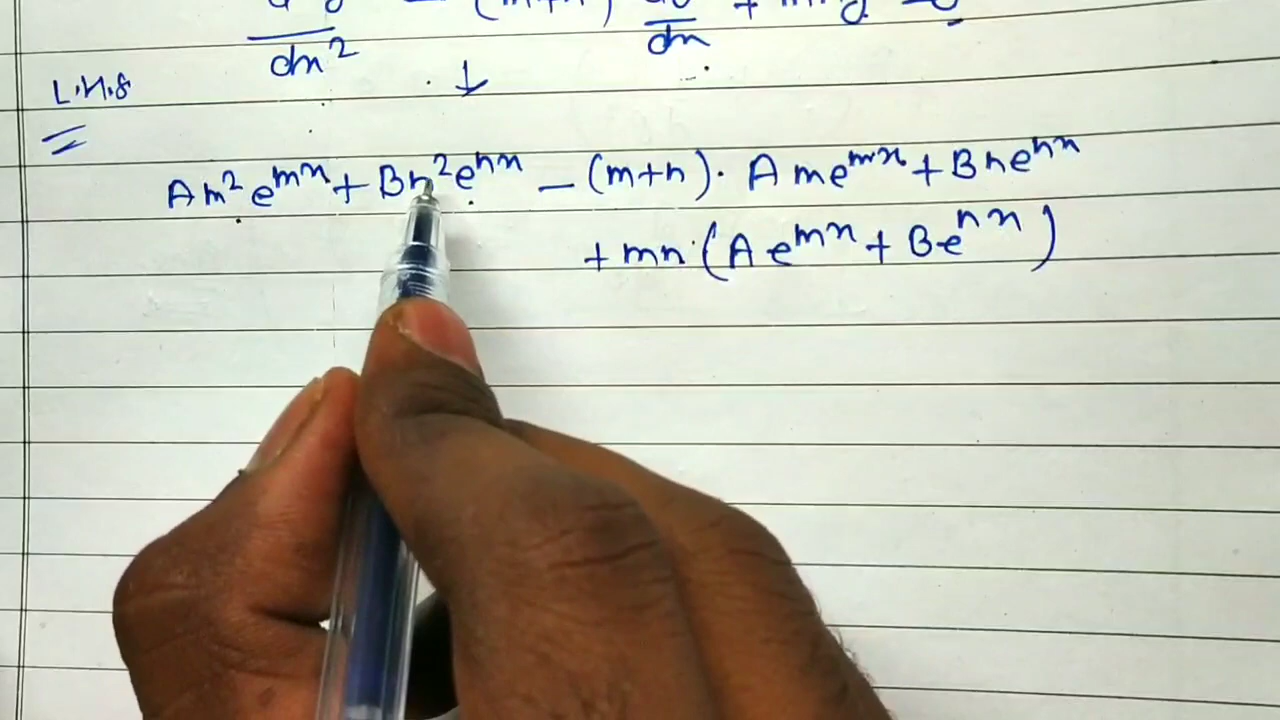 dx²    dx
L.H.S
=
Am²e^mx + Bn²e^nx - (m+n). Ame^mx + Bne^nx
+ mn.(Ae^mx + Be^nx)